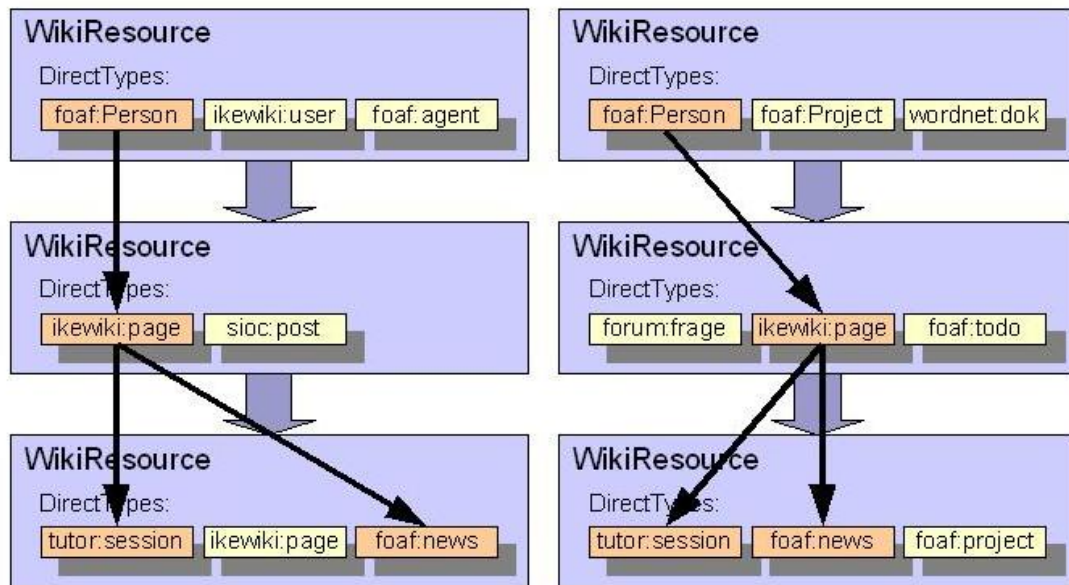 WikiResource
DirectTypes:
foaf:Person ikewiki:user foaf:agent
WikiResource
DirectTypes:
ikewiki:page sioc:post
WikiResource
DirectTypes:
tutor:session ikewiki:page foaf:news
WikiResource
DirectTypes:
foaf:Person foaf:Project wordnet:dok
WikiResource
DirectTypes:
forum:frage ikewiki:page foaf:todo
WikiResource
DirectTypes:
tutor:session foaf:news foaf:project